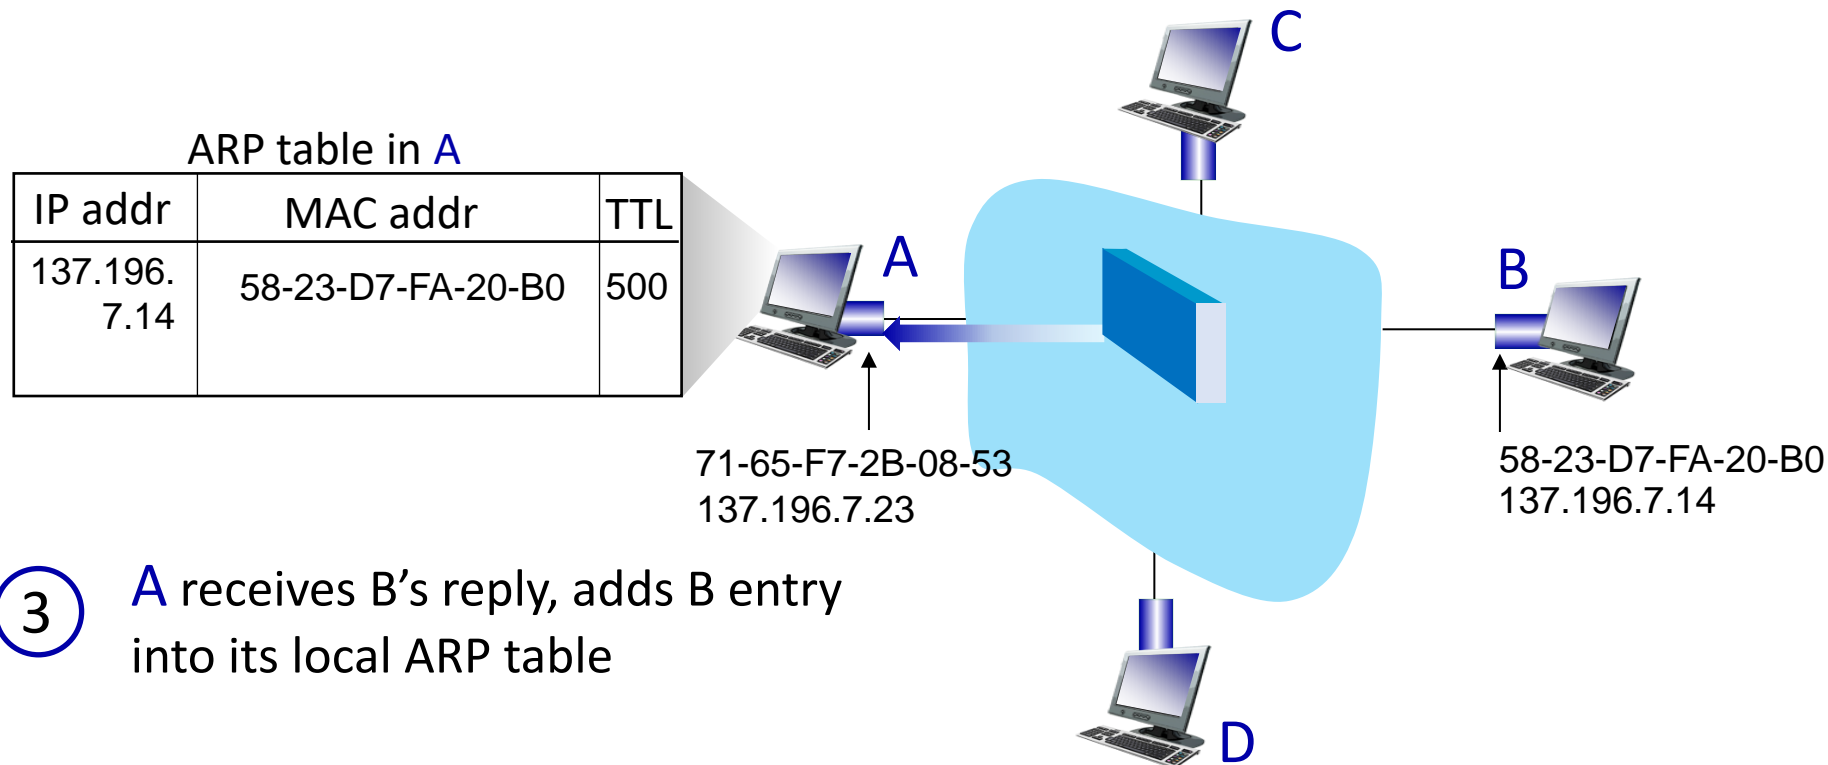 C
ARP table in A
IP addr MAC addr TTL
137.196.
7.14
58-23-D7-FA-20-B0 500
A
B
71-65-F7-2B-08-53
137.196.7.23
58-23-D7-FA-20-B0
137.196.7.14
3
A receives B’s reply, adds B entry
into its local ARP table
D